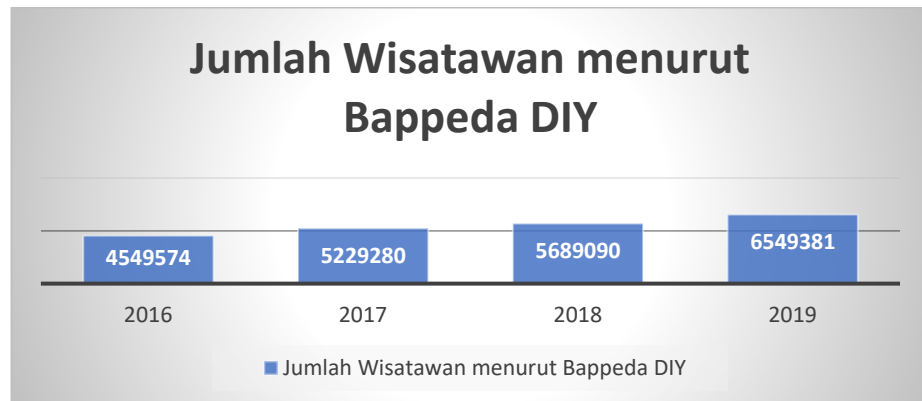 Jumlah Wisatawan menurut
Bappeda DIY
4549574
5229280
5689090
6549381
2016
2017
2018
2019
Jumlah Wisatawan menurut Bappeda DIY